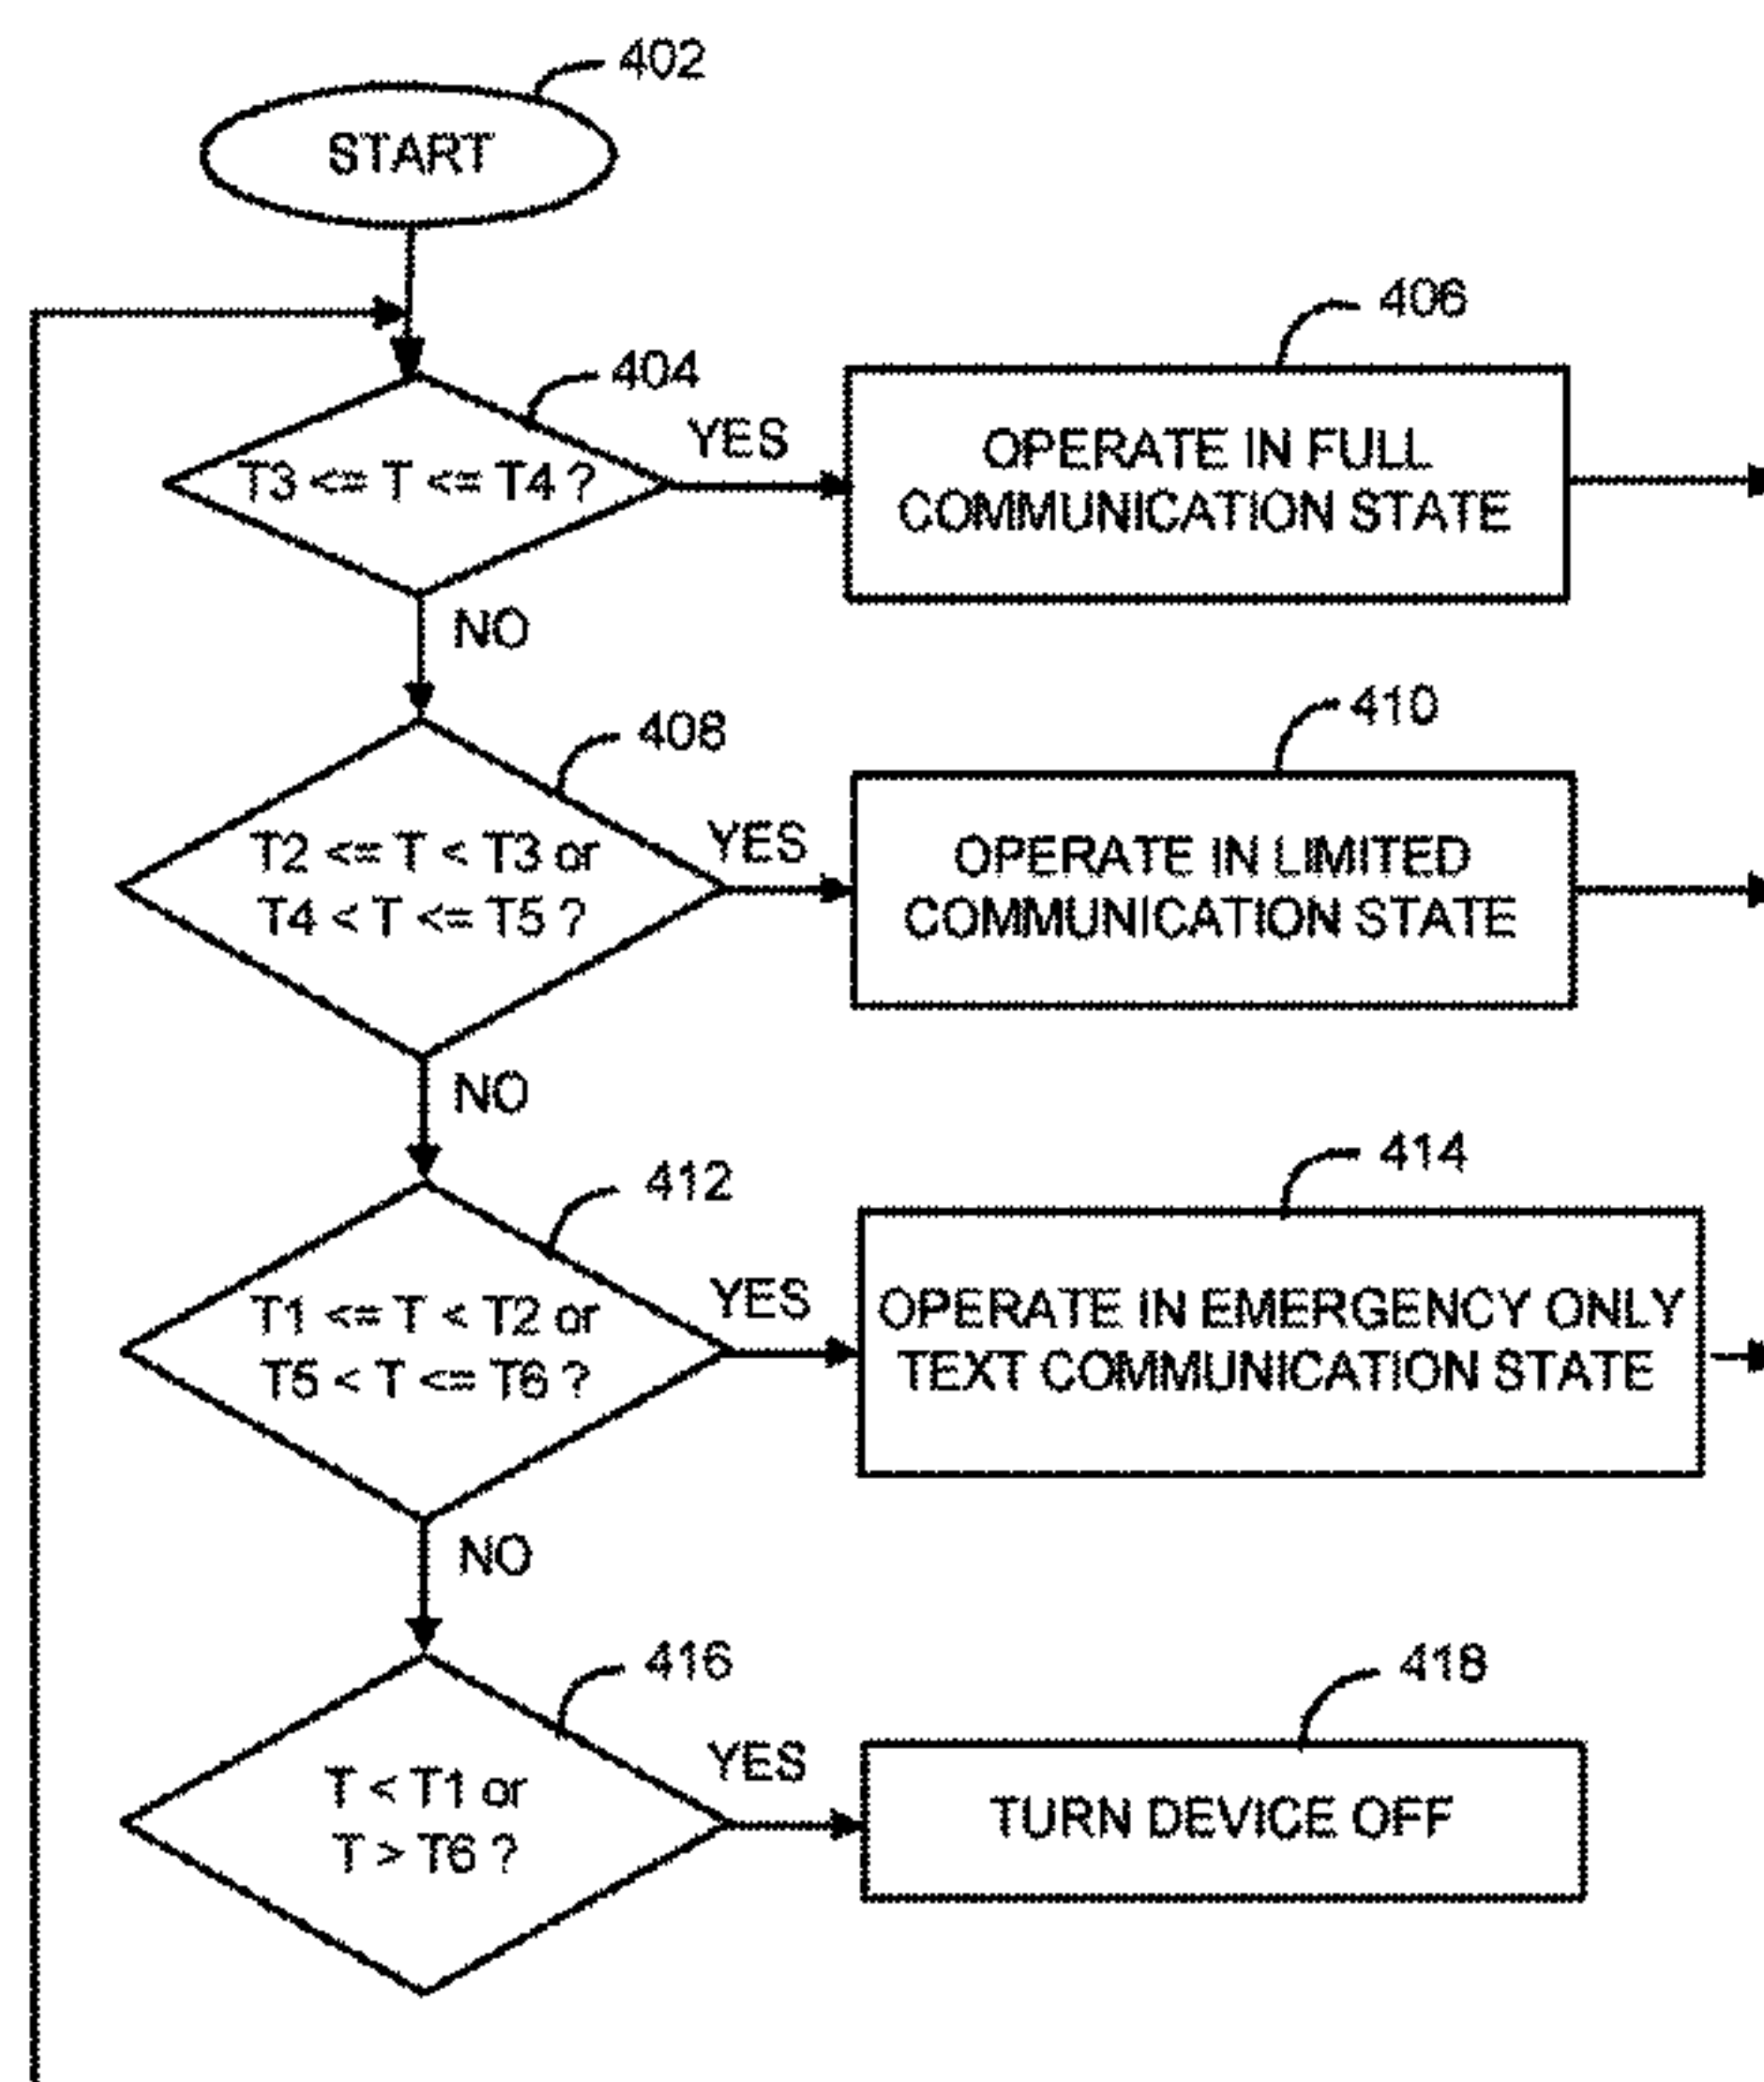 402
START
404
T3 <= T <= T4 ?
YES
406
OPERATE IN FULL
COMMUNICATION STATE
NO
408
T2 <= T < T3 or
T4 < T <= T5 ?
YES
410
OPERATE IN LIMITED
COMMUNICATION STATE
NO
412
T1 <= T < T2 or
T5 < T <= T6 ?
YES
414
OPERATE IN EMERGENCY ONLY
TEXT COMMUNICATION STATE
NO
416
T < T1 or
T > T6 ?
YES
418
TURN DEVICE OFF